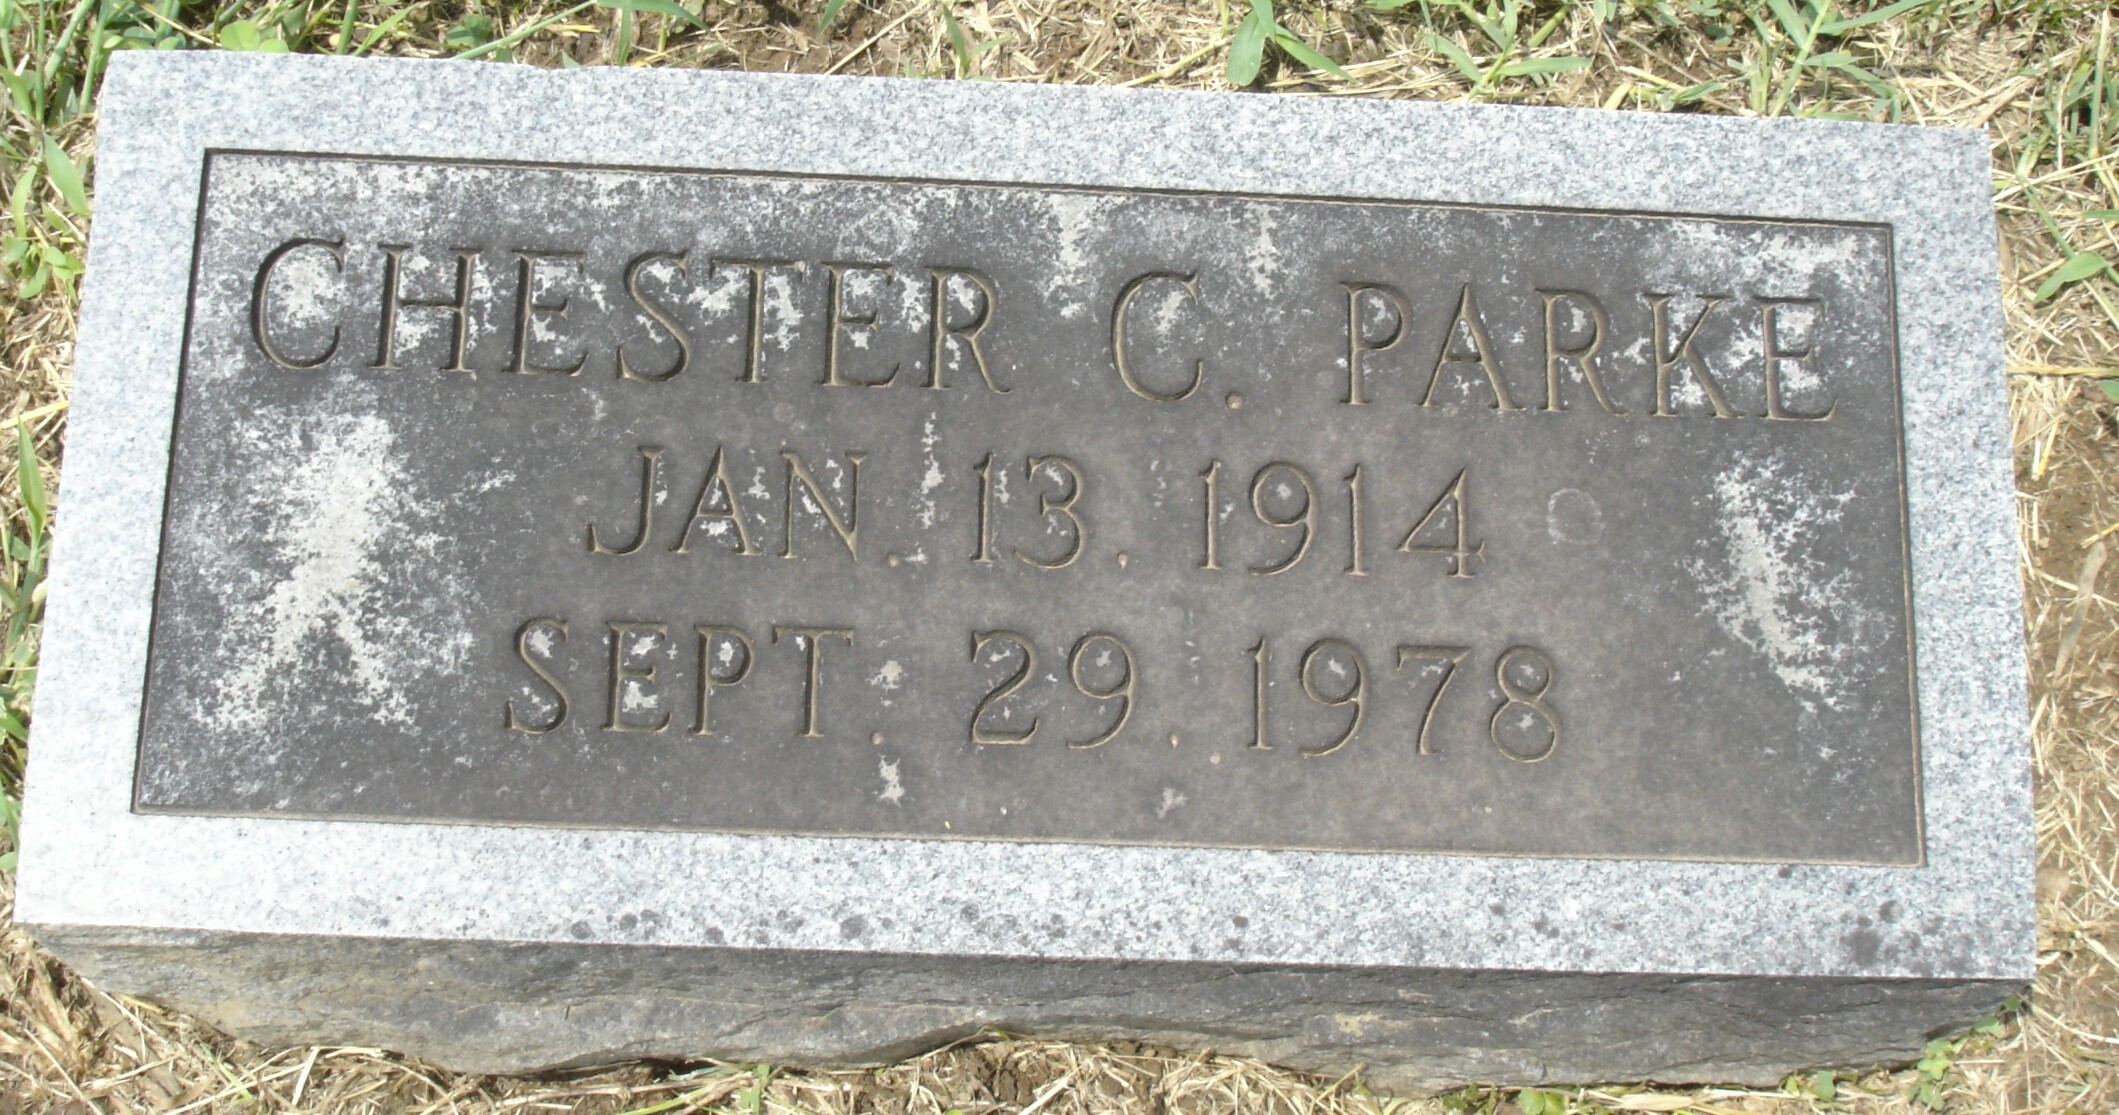 CHESTER C. PARKE
JAN. 13. 1914
SEPT. 29. 1978